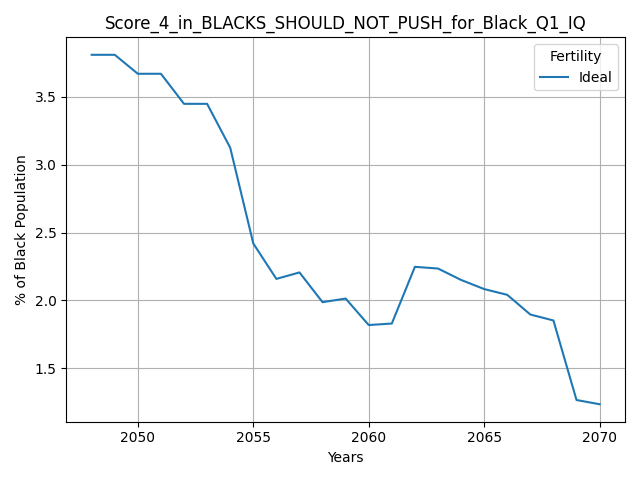 Score_4_in_BLACKS_SHOULD_NOT_PUSH_for_Black_Q1_IQ
Fertility
Ideal
% of Black Population
3.5
3.0
2.5
2.0
1.5
2050 2055 2060 2065 2070
Years